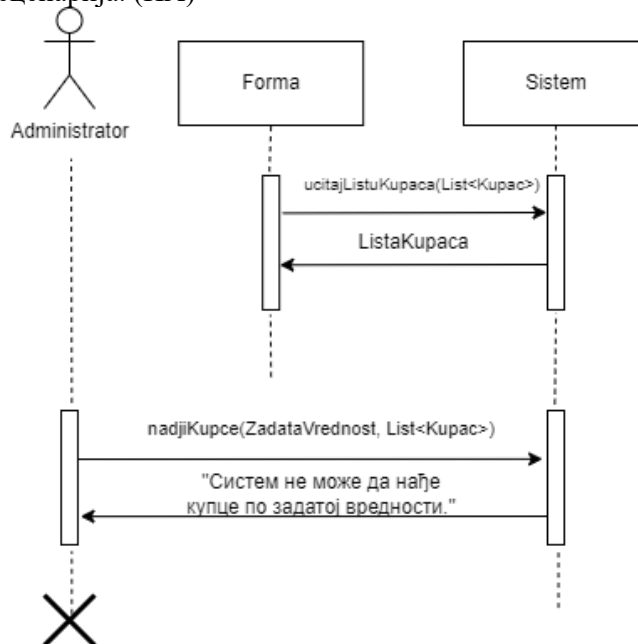 Forma
Sistem
Administrator
ucitajListuKupaca(List<Kupac>)
ListaKupaca
nadjiKupce(ZadataVrednost, List<Kupac>)
"Систем не може да нађе
купце по задатој вредности."